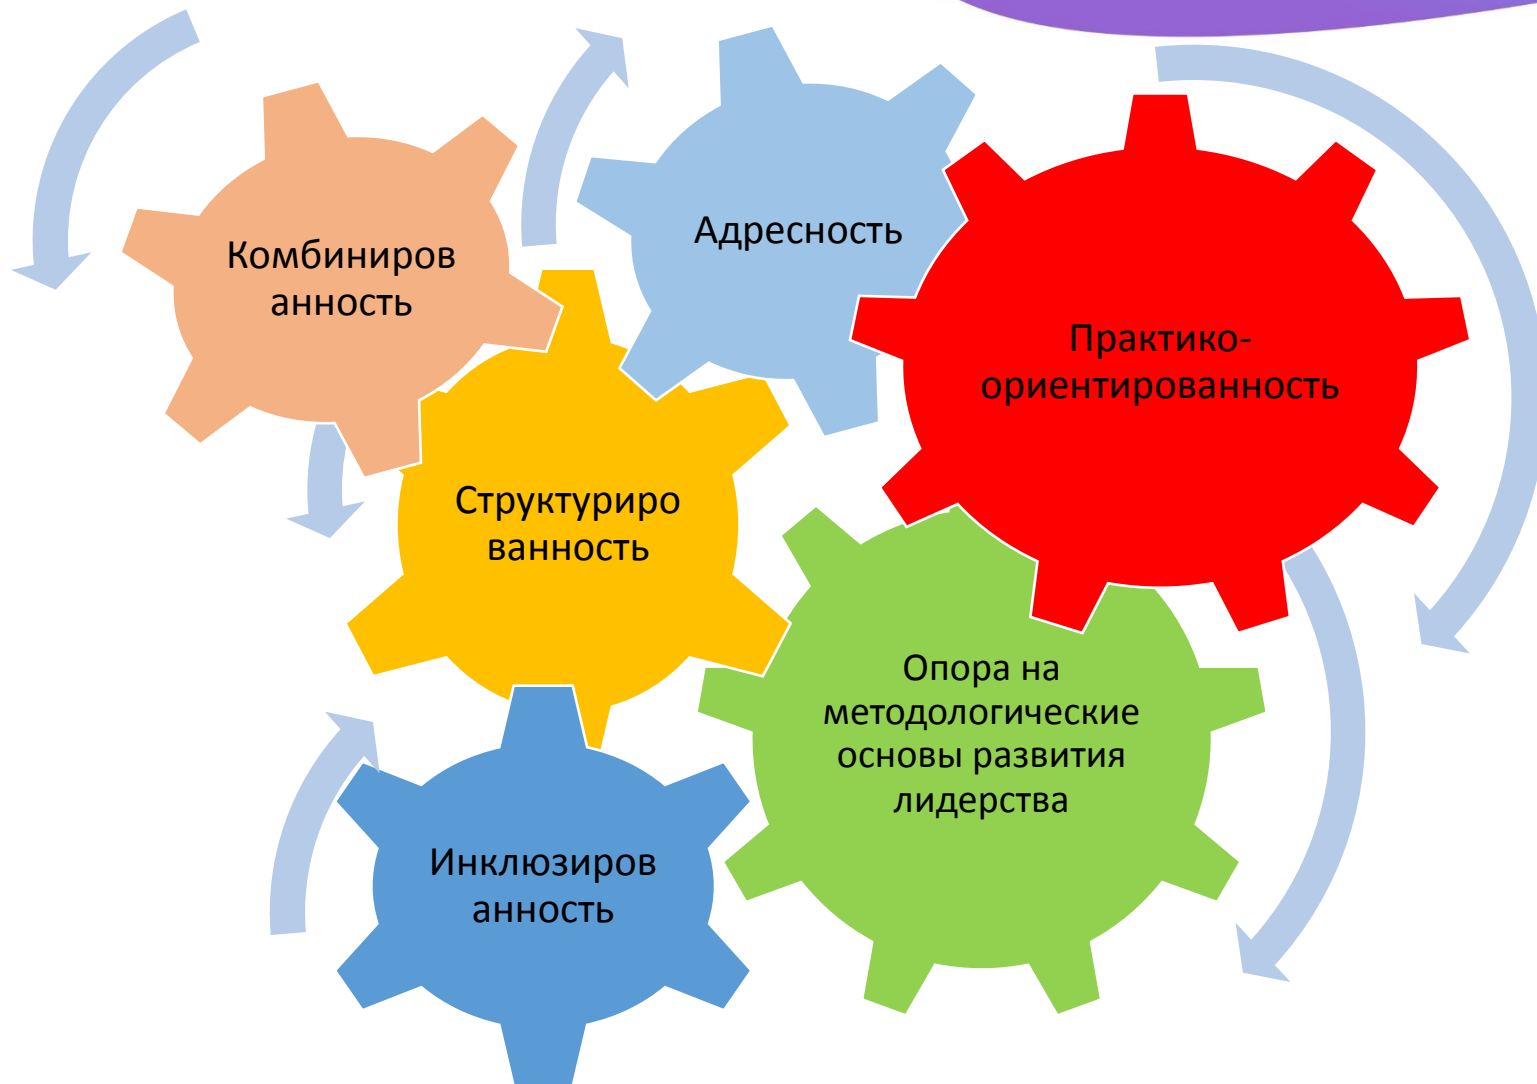 Комбиниров
анность
Адресность
Практико-
ориентированность
Структуриро
ванность
Опора на
методологические
основы развития
лидерства
Инклюзиров
анность